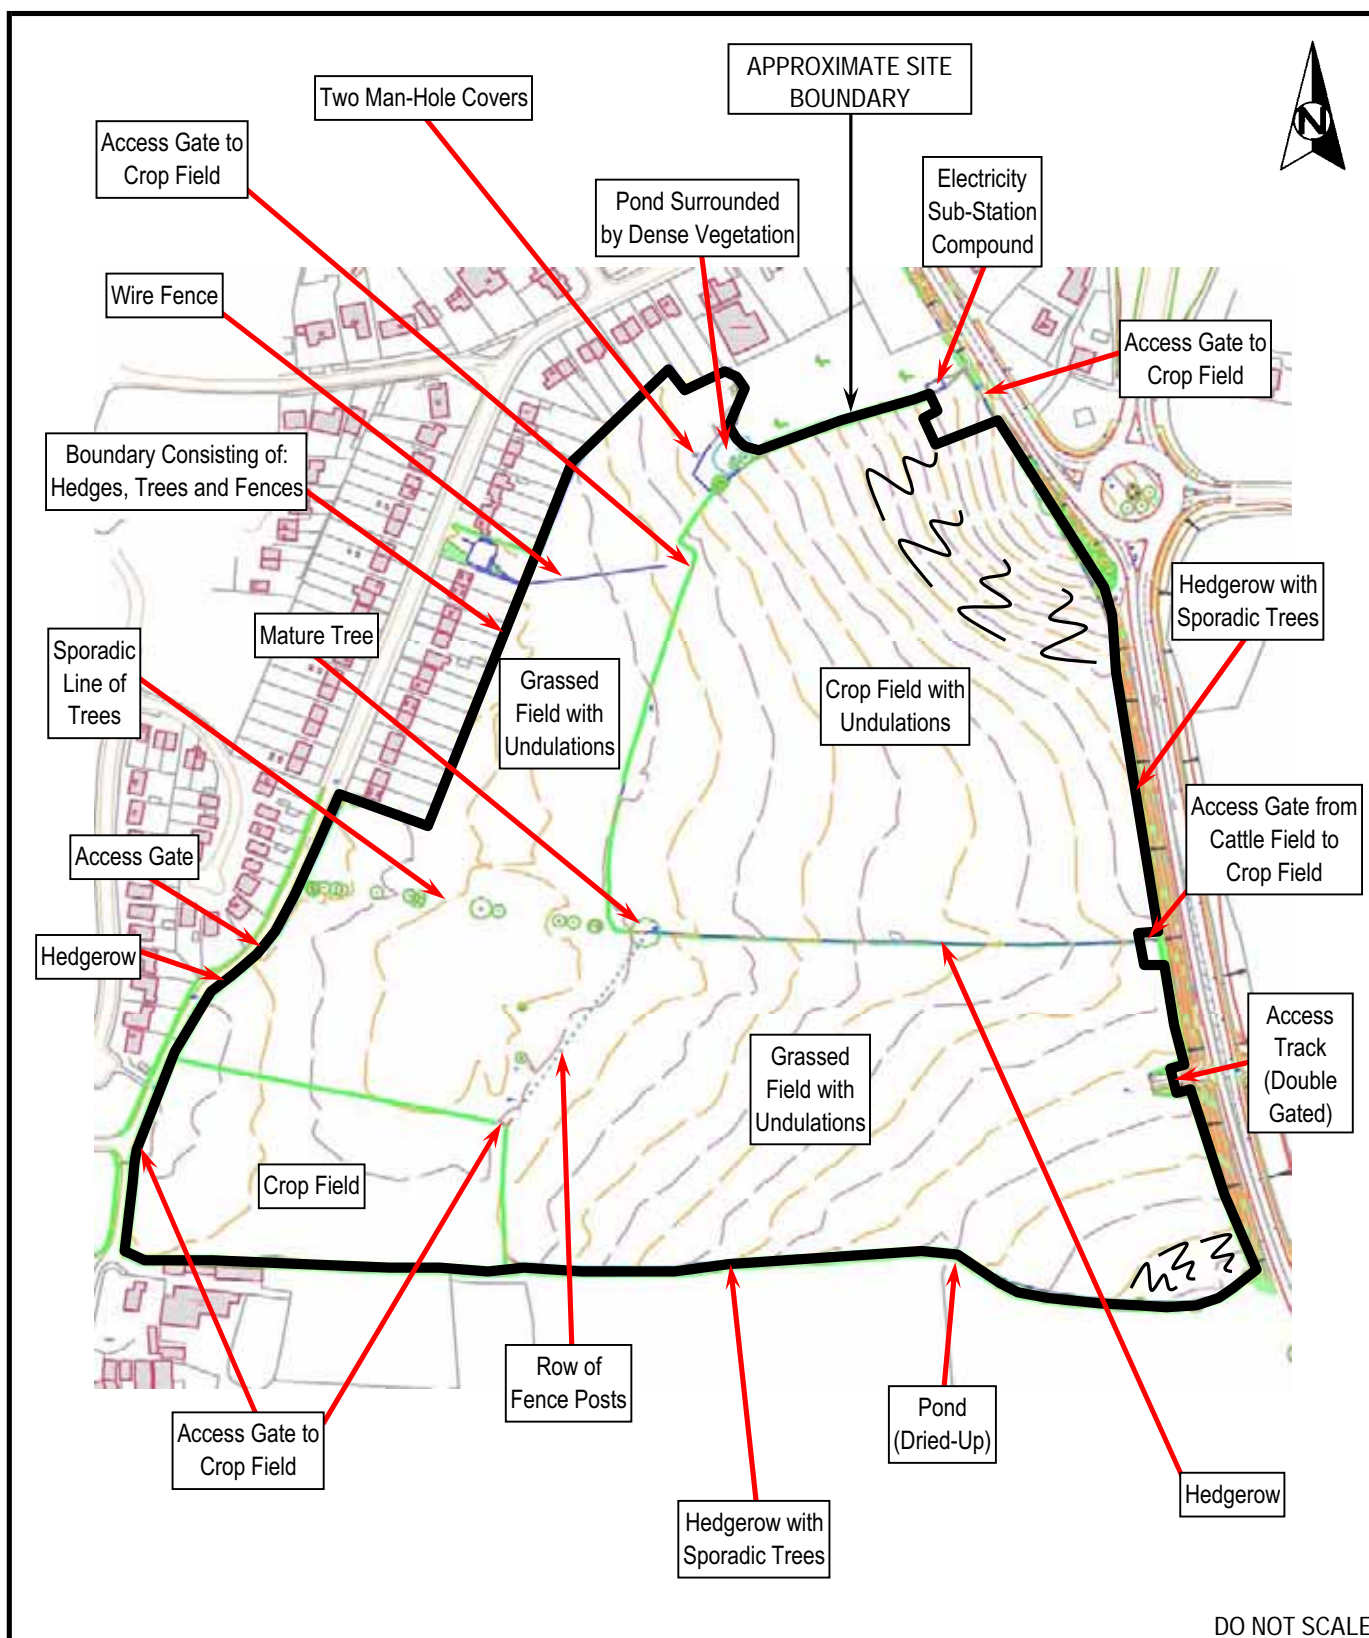 APPROXIMATE SITE
BOUNDARY
N
Two Man-Hole Covers
Access Gate to
Crop Field
Pond Surrounded
by Dense Vegetation
Electricity
Sub-Station
Compound
Wire Fence
Access Gate to
Crop Field
Boundary Consisting of:
Hedges, Trees and Fences
Hedgerow with
Sporadic Trees
Mature Tree
Sporadic
Line of
Trees
Grassed
Field with
Undulations
Crop Field with
Undulations
Access Gate from
Cattle Field to
Crop Field
Access Gate
Hedgerow
Access
Track
(Double
Gated)
Grassed
Field with
Undulations
Crop Field
Row of
Fence Posts
Pond
(Dried-Up)
Access Gate to
Crop Field
Hedgerow
Hedgerow with
Sporadic Trees
DO NOT SCALE